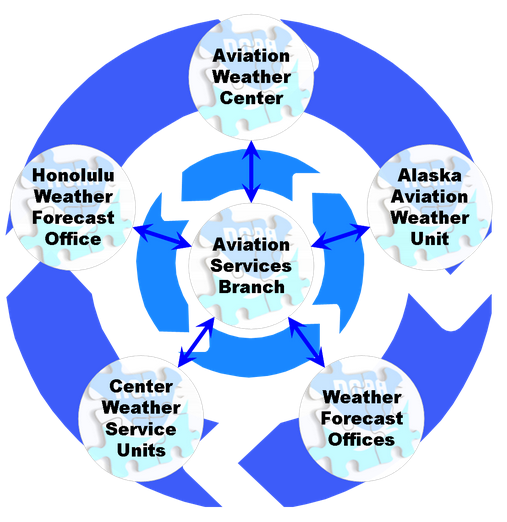 Aviation
Weather
Center
Honolulu
Weather
Forecast
Office
Alaska
Aviation
Weather
Unit
Aviation
Services
Branch
Center
Weather
Service
Units
Weather
Forecast
Offices